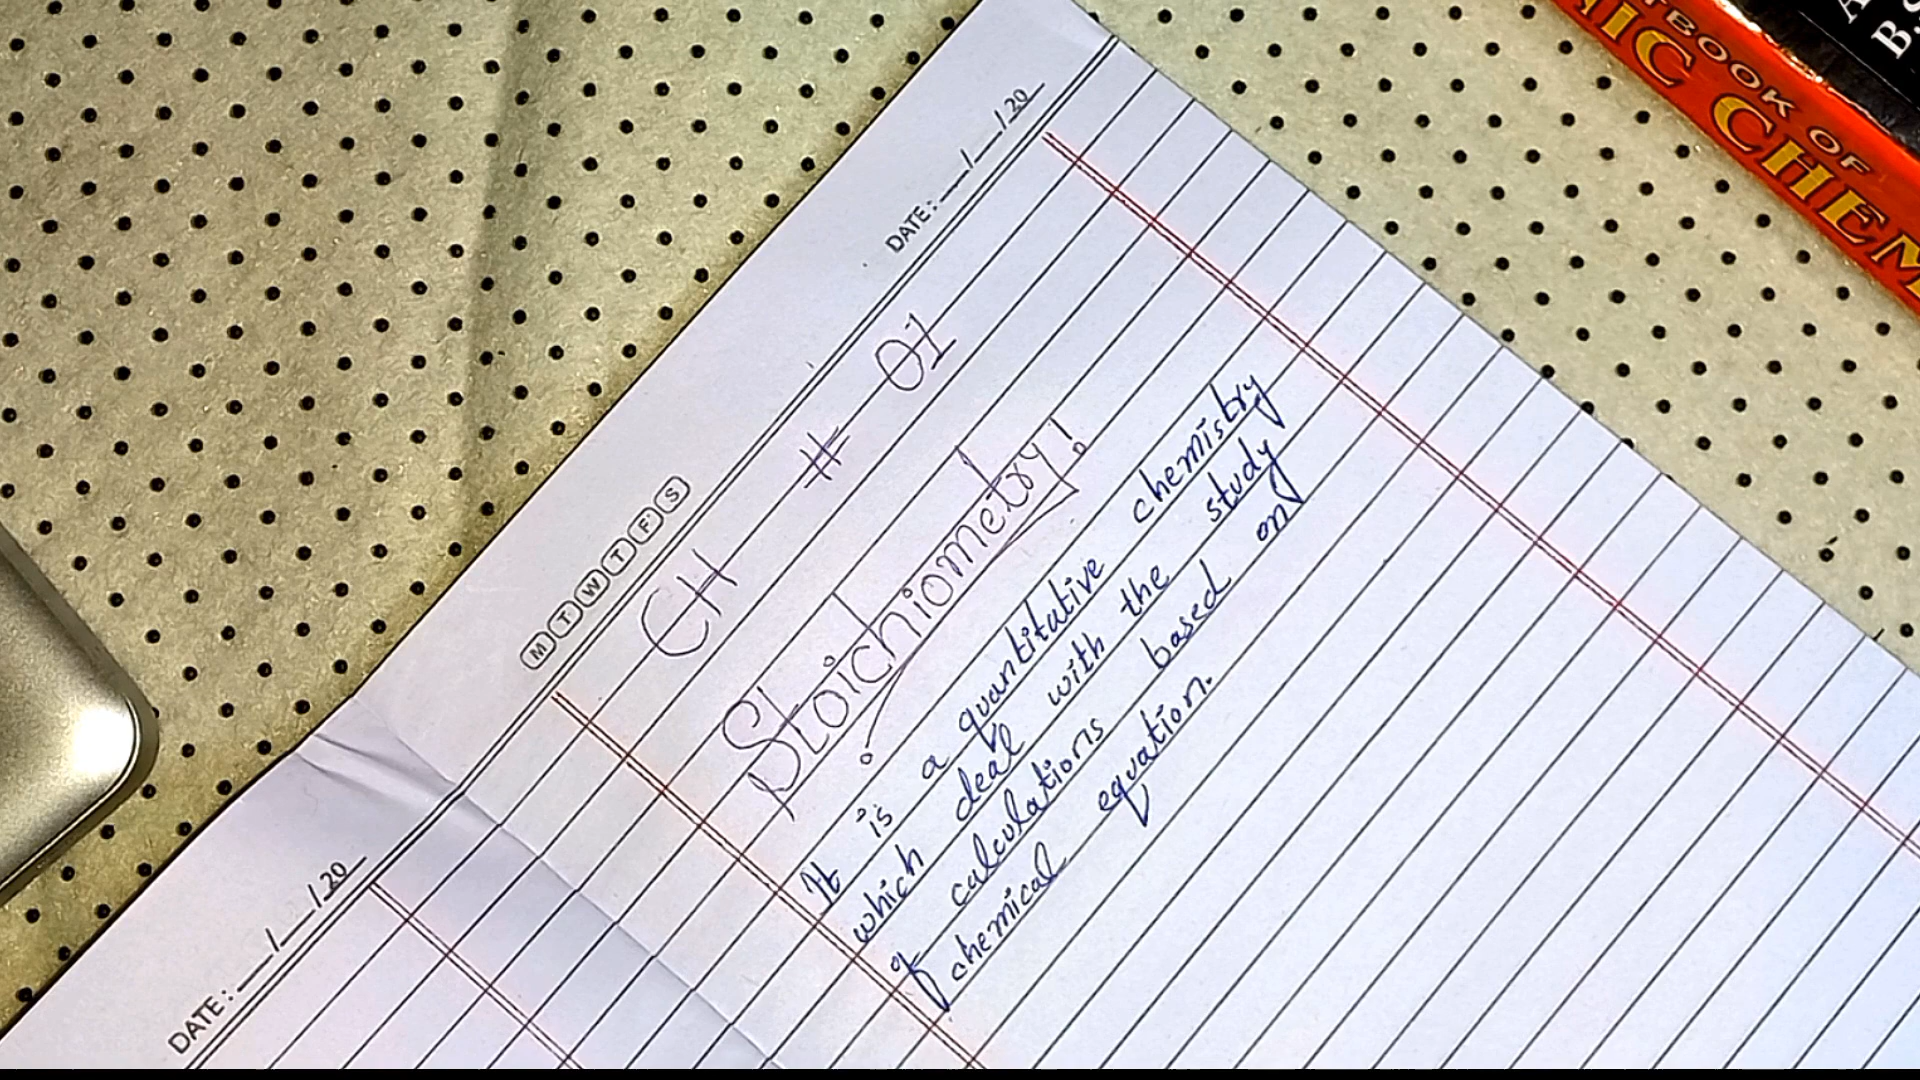 DATE: / / 20
M T W T F S
CH # 01
Stoichiometry!
It is a quantitative chemistry
which deal with the study
of calculations based on
chemical equation.
DATE: / / 20
TBOOK OF
IC CHEM